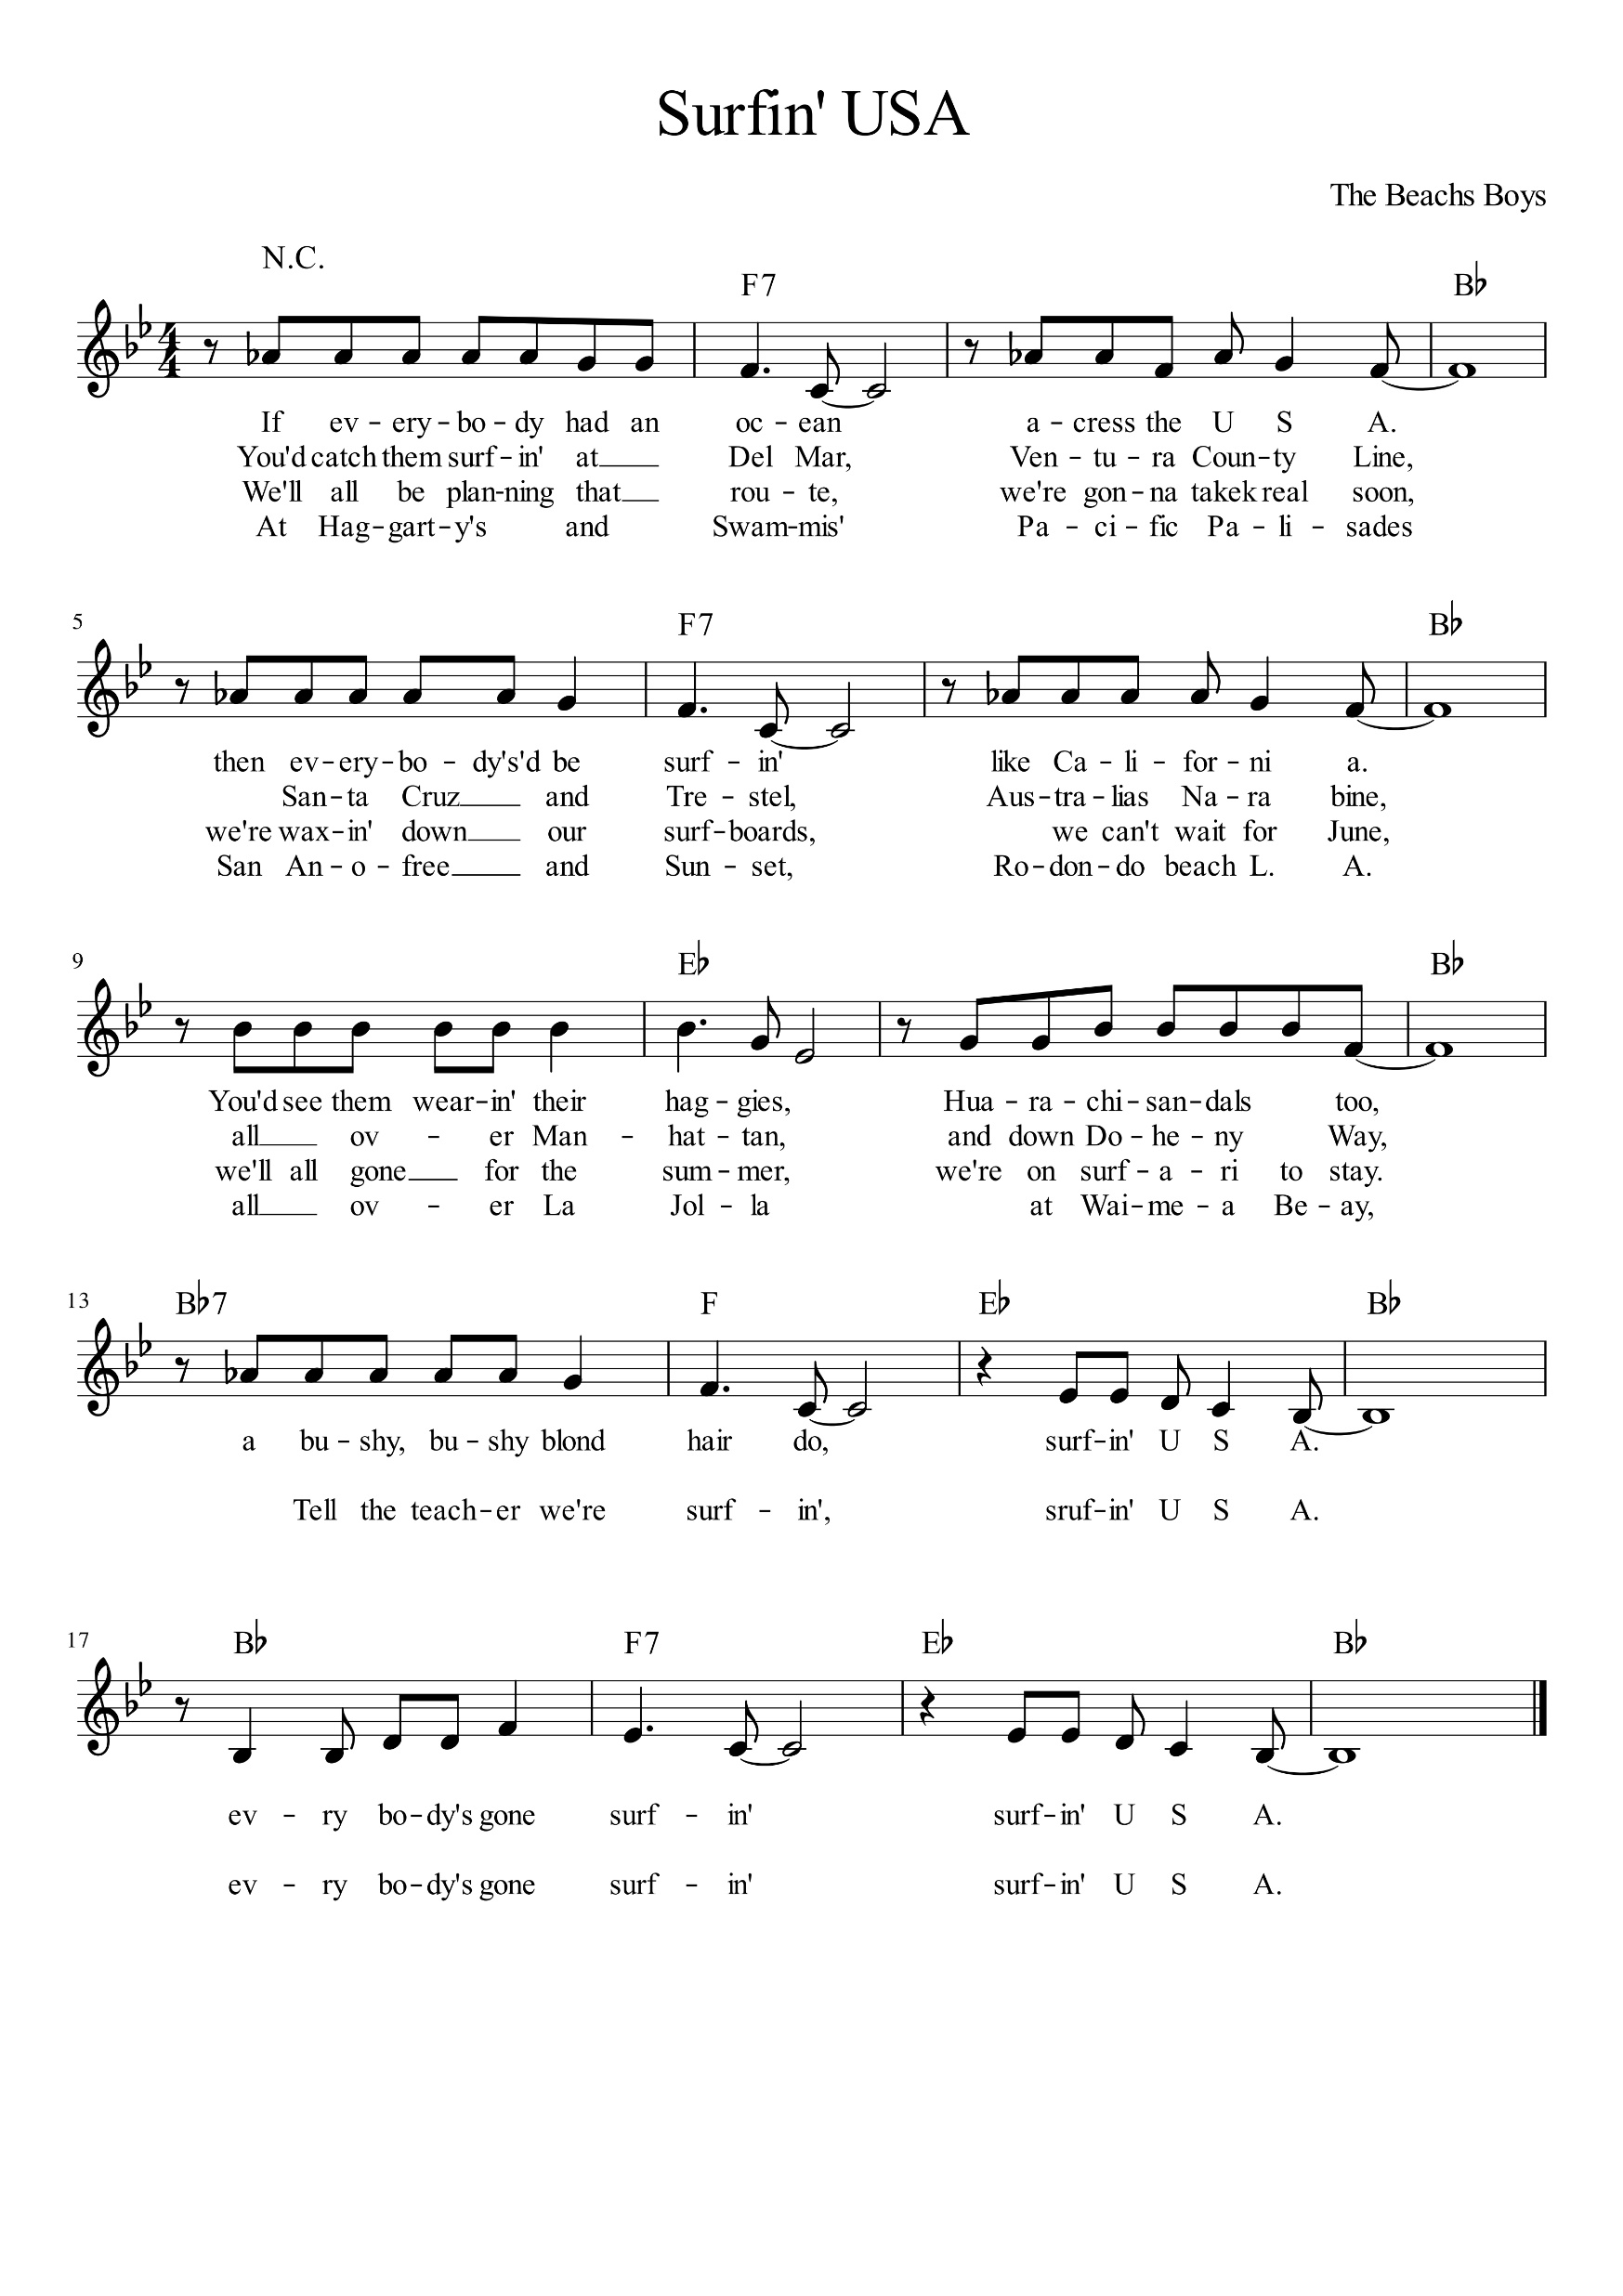 Surfin' USA
The Beachs Boys
N.C. F7 B♭
4/4
If ev - ery - bo - dy had an oc - ean a - cress the U S A.
You'd catch them surf - in' at __ Del Mar, Ven - tu - ra Coun - ty Line,
We'll all be plan - ning that __ rou - te, we're gon - na takek real soon,
At Hag - gart - y's and Swam - mis' Pa - ci - fic Pa - li - sades
5 F7 B♭
then ev - ery - bo - dy's'd be surf - in' like Ca - li - for - ni a.
San - ta Cruz __ and Tre - stel, Aus - tra - lias Na - ra bine,
we're wax - in' down __ our surf - boards, we can't wait for June,
San An - o - free __ and Sun - set, Ro - don - do beach L. A.
9 E♭ B♭
You'd see them wear - in' their hag - gies, Hua - ra - chi - san - dals too,
all __ ov - er Man - hat - tan, and down Do - he - ny Way,
we'll all gone __ for the sum - mer, we're on surf - a - ri to stay.
all __ ov - er La Jol - la at Wai - me - a Be - ay,
13 B♭7 F E♭ B♭
a bu - shy, bu - shy blond hair do, surf - in' U S A.
Tell the teach - er we're surf - in', sruf - in' U S A.
17 B♭ F7 E♭ B♭
ev - ry bo - dy's gone surf - in' surf - in' U S A.
ev - ry bo - dy's gone surf - in' surf - in' U S A.